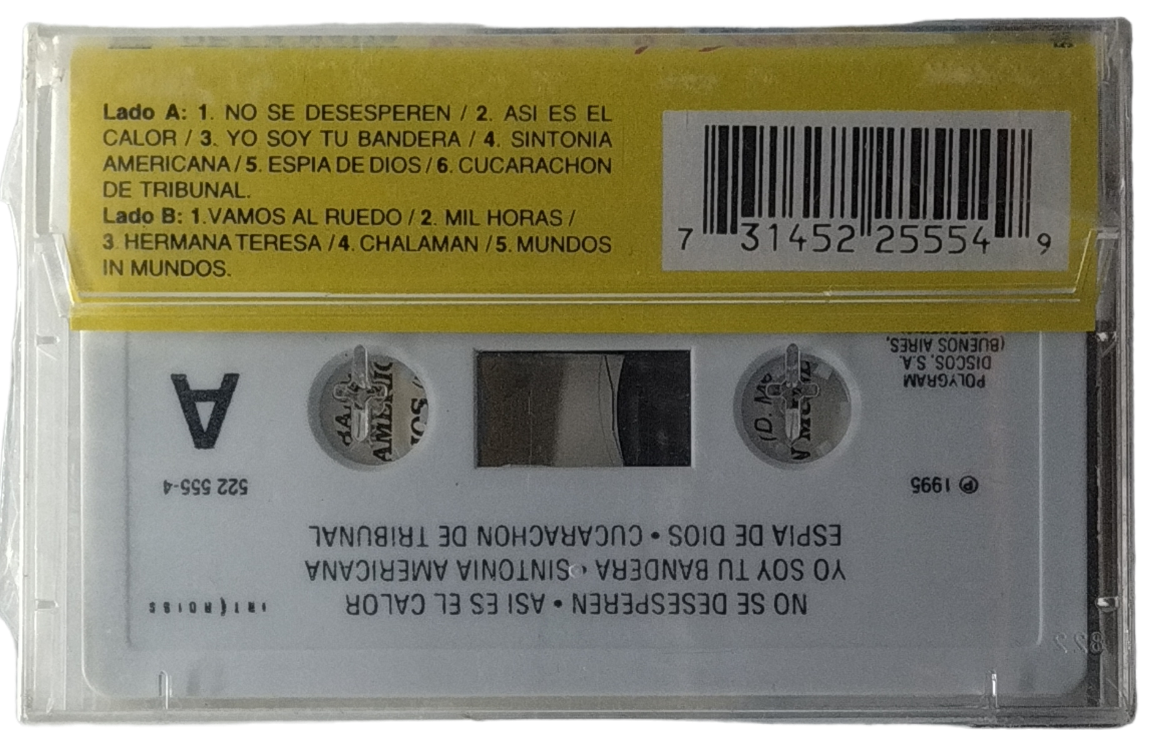 Lado A: 1. NO SE DESESPEREN / 2. ASI ES EL
CALOR / 3. YO SOY TU BANDERA / 4. SINTONIA
AMERICANA / 5. ESPIA DE DIOS / 6. CUCARACHON
DE TRIBUNAL.
Lado B: 1.VAMOS AL RUEDO / 2. MIL HORAS /
3. HERMANA TERESA / 4. CHALAMAN / 5. MUNDOS
IN MUNDOS.
7 31452 25554 9
NO SE DESESPEREN • ASI ES EL CALOR
YO SOY TU BANDERA • SINTONIA AMERICANA
ESPIA DE DIOS • CUCARACHON DE TRIBUNAL
℗ 1995
522 555-4
A
POLYGRAM
DISCOS, S.A.
(BUENOS AIRES,
822